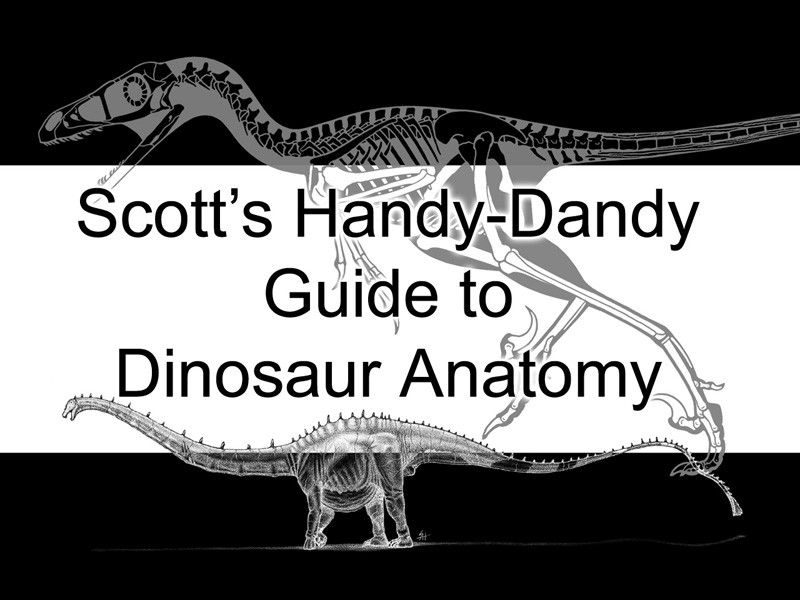 Scott’s Handy-Dandy
Guide to
Dinosaur Anatomy